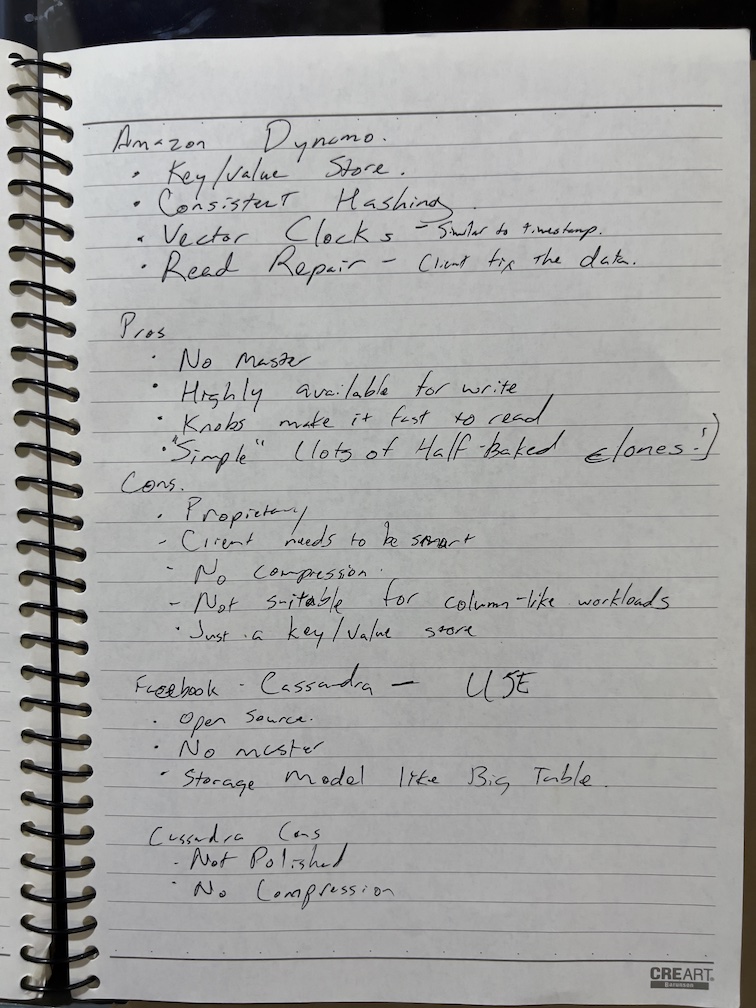 Amazon Dynamo.
• Key/Value Store.
• Consistent Hashing.
• Vector Clocks - Similar to timestamp.
• Read Repair - Client fix the data.
Pros
• No Master
• Highly available for write
• Knobs make it fast to read
• "Simple" (lots of Half-Baked clones!)
Cons.
• Propietary
- Client needs to be smart
- No compression.
- Not suitable for column-like workloads
• Just a key/value store
Facebook - Cassandra - USE
• Open Source.
• No master
• Storage model like Big Table.
Cassandra Cons
- Not Polished
• No Compression
CREART